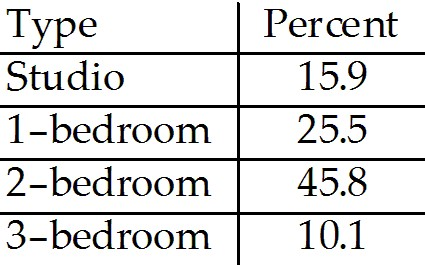 Type Percent
Studio 15.9
1–bedroom 25.5
2–bedroom 45.8
3–bedroom 10.1